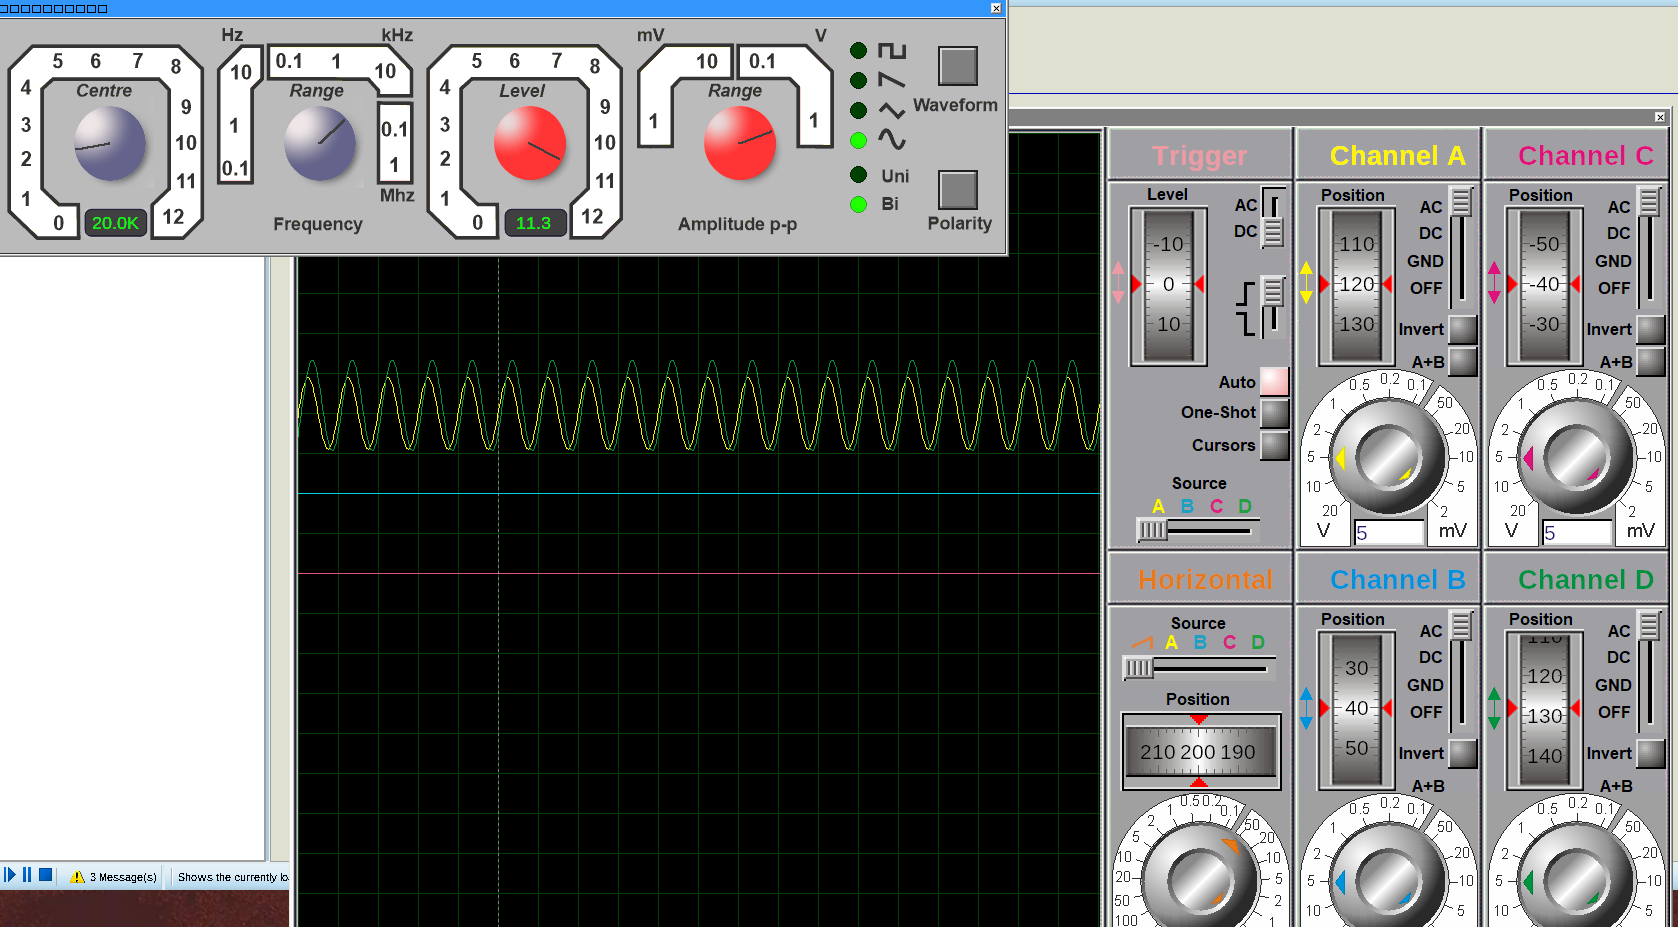 Hz
kHz
mV
V
5 6 7 8
4
3
2
1
0
9
10
11
12
Centre
20.0K
10
1
0.1
0.1 1 10
0.1
1
Mhz
Range
Frequency
5 6 7 8
4
3
2
1
0
9
10
11
12
Level
11.3
10 0.1
1
1
Range
Amplitude p-p
Uni
Bi
Waveform
Polarity
3 Message(s)
Shows the currently lo
Trigger
Level
-10
0
10
AC
DC
Auto
One-Shot
Cursors
Source
A B C D
Channel A
Position
110
120
130
AC
DC
GND
OFF
Invert
A+B
0.5 0.2 0.1
1 50
2 20
5 10
10 5
20 2
V 5 mV
Channel C
Position
-50
-40
-30
AC
DC
GND
OFF
Invert
A+B
0.5 0.2 0.1
1 50
2 20
5 10
10 5
20 2
V 5 mV
Horizontal
Source
A B C D
Position
210 200 190
0.5 0.2 0.1
1 50
2 20
5 10
10 5
20 2
50 1
100
Channel B
Position
30
40
50
AC
DC
GND
OFF
Invert
A+B
0.5 0.2 0.1
1 50
2 20
5 10
10 5
Channel D
Position
110
120
130
140
AC
DC
GND
OFF
Invert
A+B
0.5 0.2 0.1
1 50
2 20
5 10
10 5